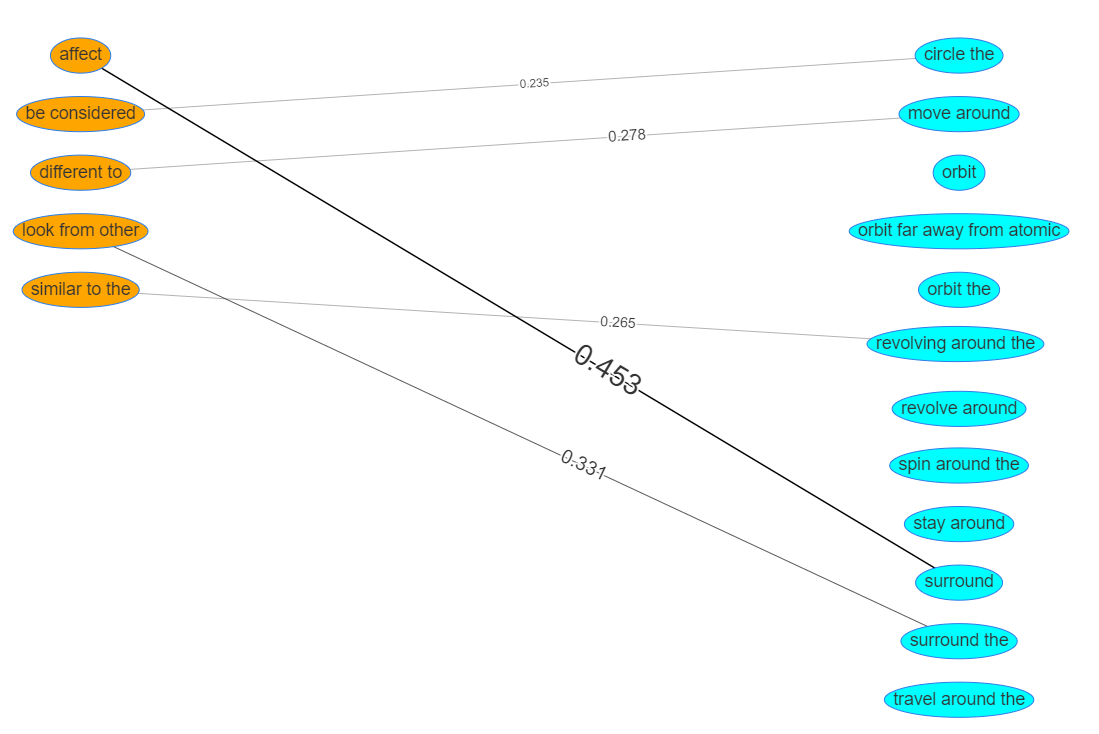 affect
be considered
different to
look from other
similar to the
0.235
0.278
0.265
0.453
0.331
circle the
move around
orbit
orbit far away from atomic
orbit the
revolving around the
revolve around
spin around the
stay around
surround
surround the
travel around the